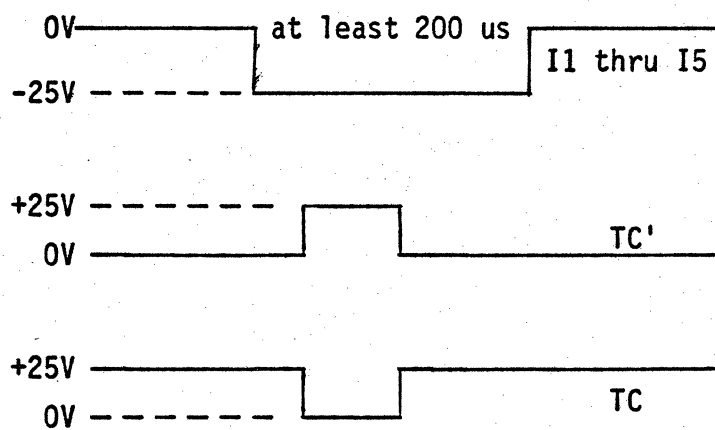 0V
at least 200 us
I1 thru I5
-25V
+25V
TC'
0V
+25V
TC
0V